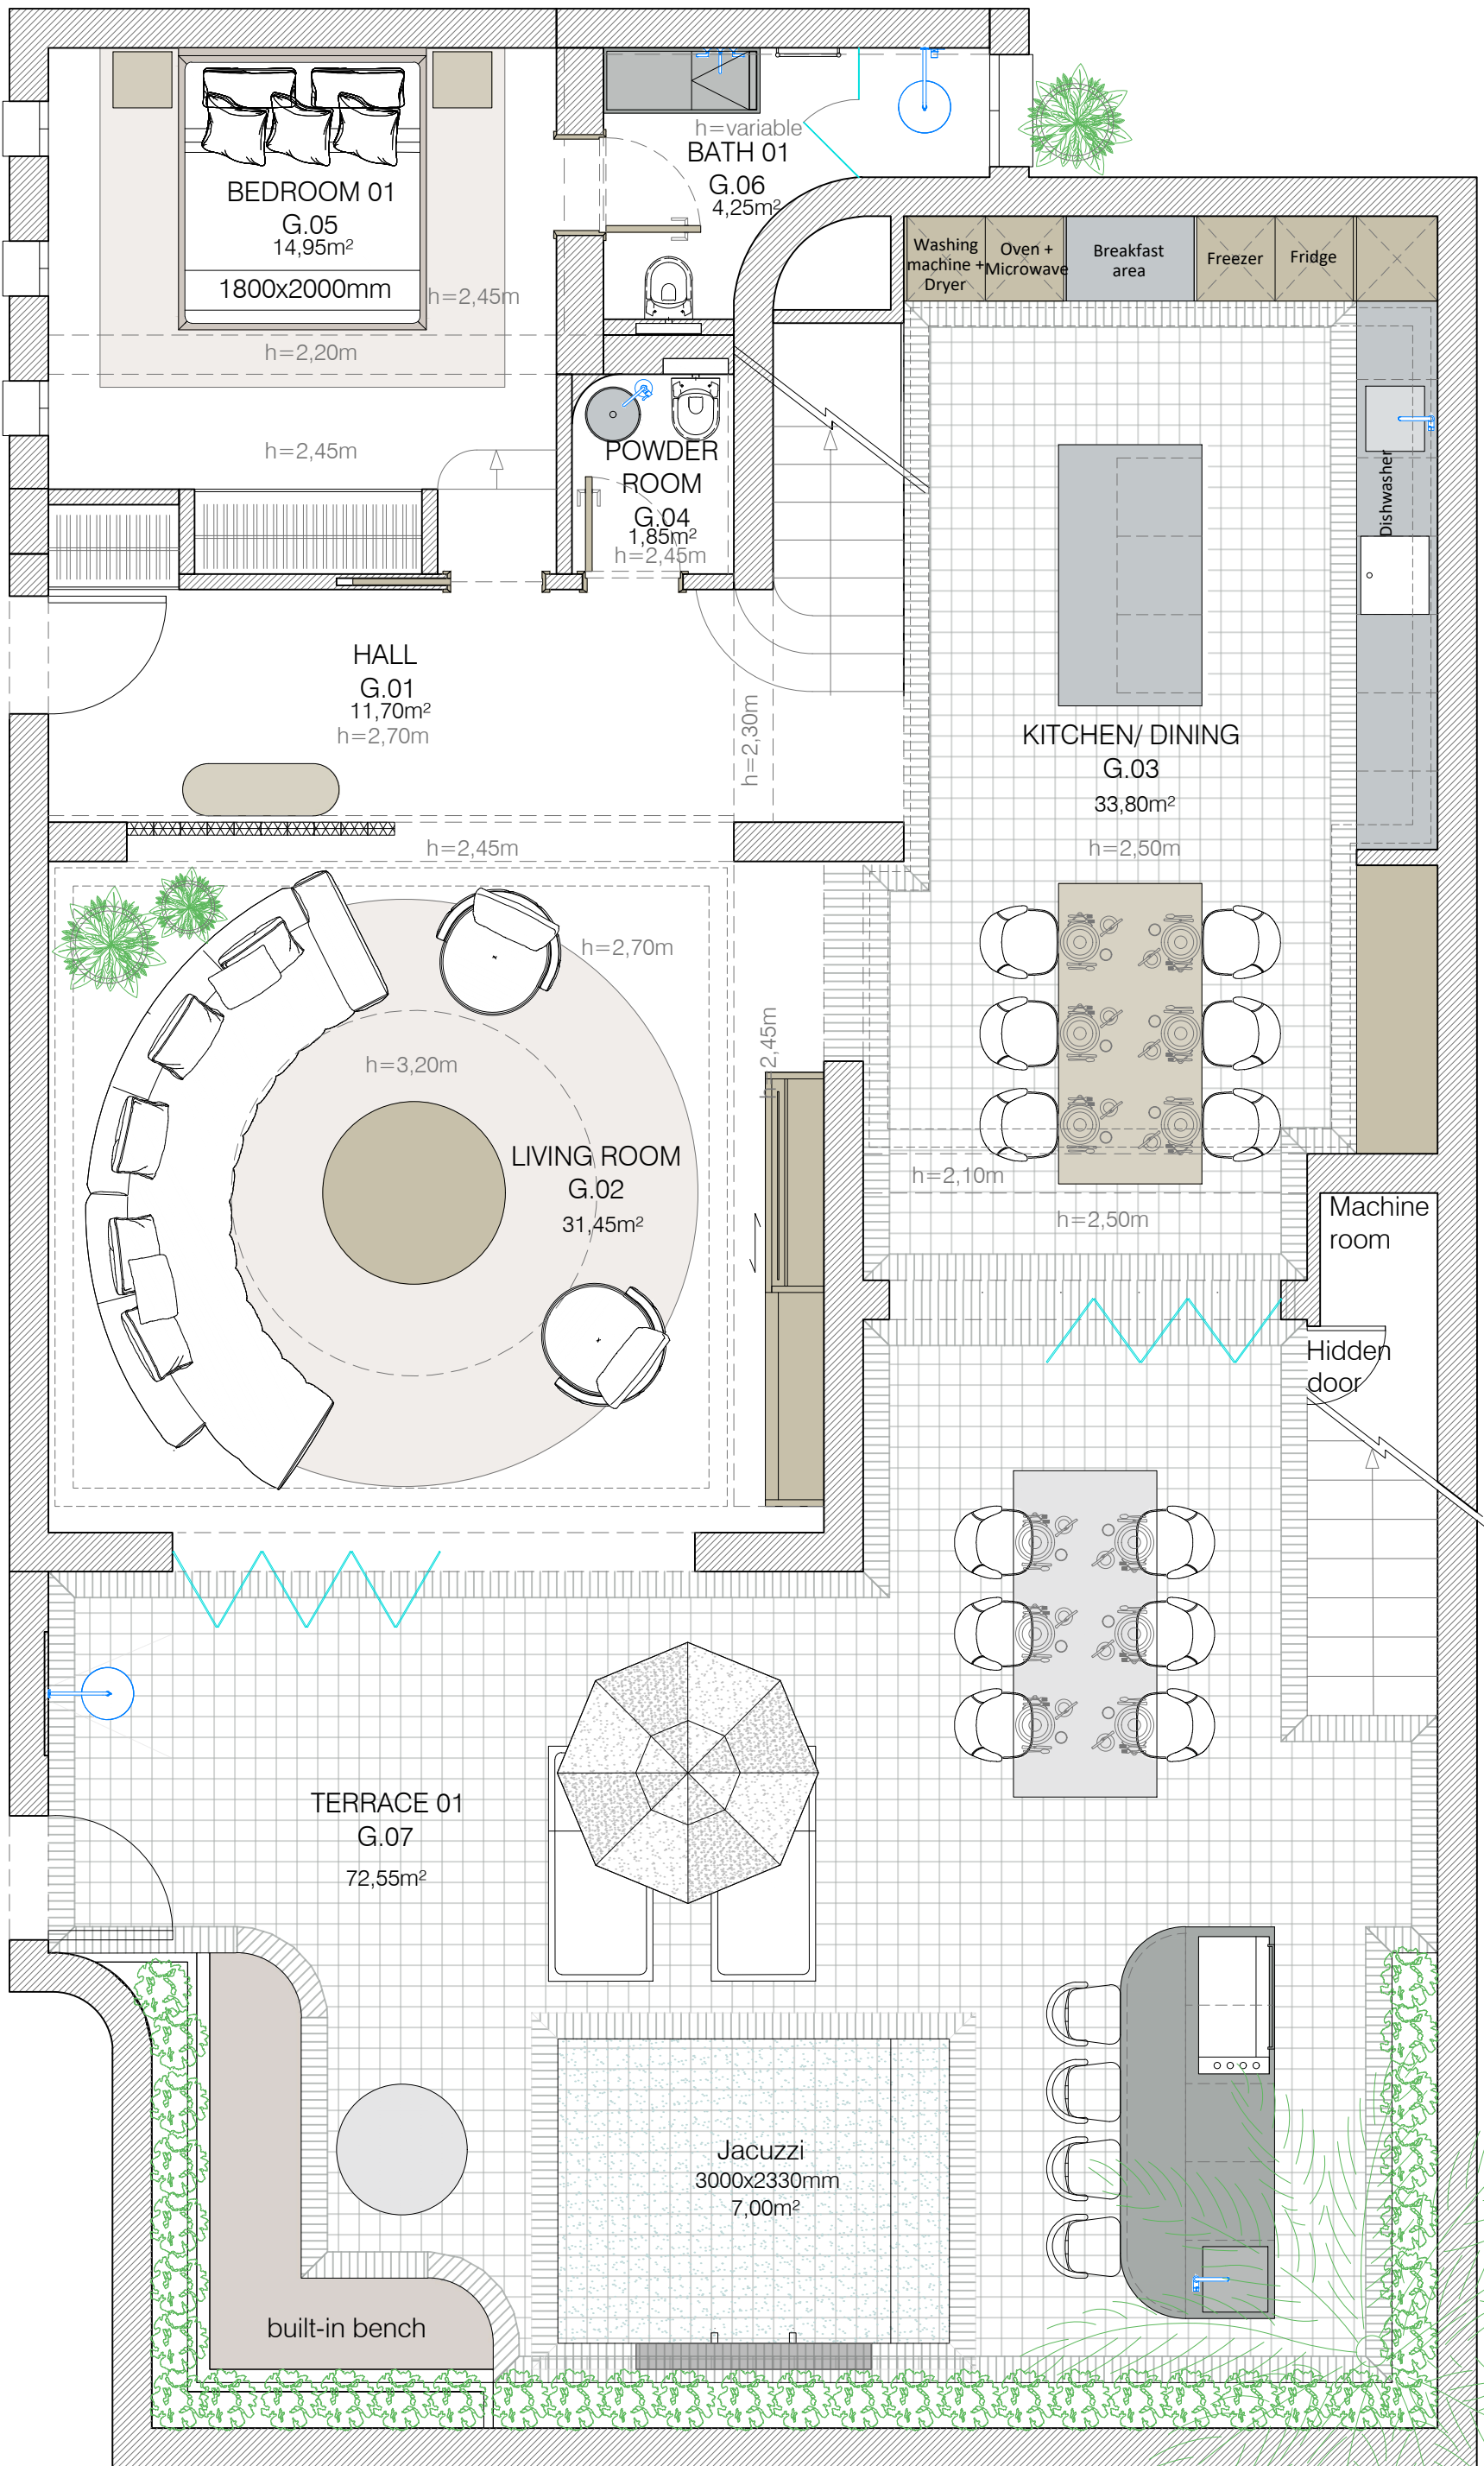 h=variable
BATH 01
G.06
4,25m²
BEDROOM 01
G.05
14,95m²
1800x2000mm
h=2,45m
h=2,20m
h=2,45m
Washing
machine +
Dryer
Oven +
Microwave
Breakfast
area
Freezer
Fridge
Dishwasher
POWDER
ROOM
G.04
1,85m²
h=2,45m
HALL
G.01
11,70m²
h=2,70m
h=2,30m
KITCHEN/ DINING
G.03
33,80m²
h=2,50m
h=2,45m
h=2,70m
h=2,45m
h=3,20m
LIVING ROOM
G.02
31,45m²
h=2,10m
h=2,50m
Machine
room
Hidden
door
TERRACE 01
G.07
72,55m²
Jacuzzi
3000x2330mm
7,00m²
built-in bench